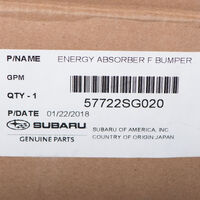 P/NAME ENERGY ABSORBER F BUMPER
GPM
QTY - 1 57722SG020
P/DATE 01/22/2018
SUBARU SUBARU OF AMERICA, INC.
GENUINE PARTS COUNTRY OF ORIGIN JAPAN